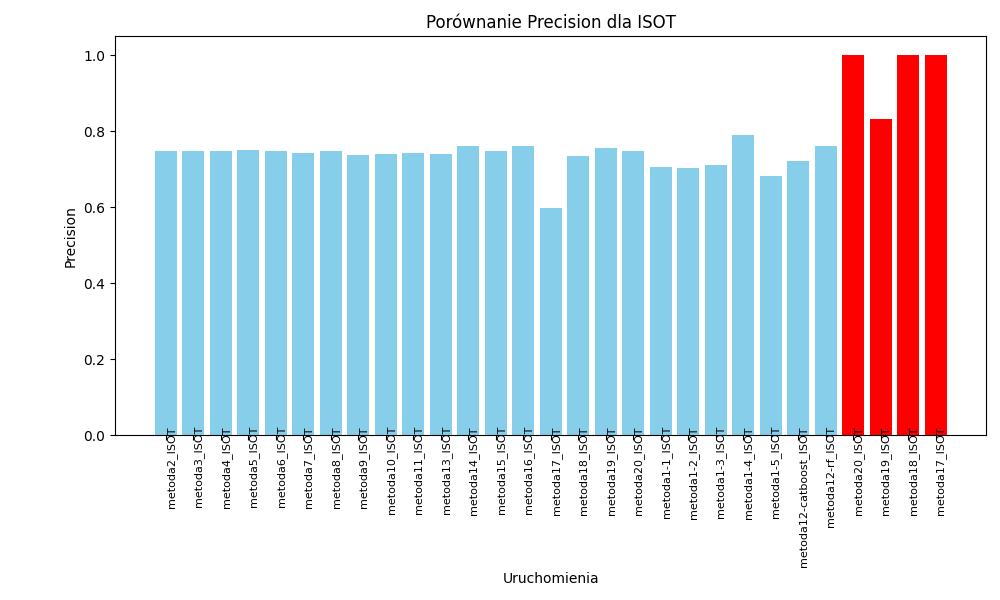 Porównanie Precision dla ISOT
Precision
1.0
0.8
0.6
0.4
0.2
0.0
metoda2_ISOT
metoda3_ISOT
metoda4_ISOT
metoda5_ISOT
metoda6_ISOT
metoda7_ISOT
metoda8_ISOT
metoda9_ISOT
metoda10_ISOT
metoda11_ISOT
metoda13_ISOT
metoda14_ISOT
metoda15_ISOT
metoda16_ISOT
metoda17_ISOT
metoda18_ISOT
metoda19_ISOT
metoda20_ISOT
metoda1-1_ISOT
metoda1-2_ISOT
metoda1-3_ISOT
metoda1-4_ISOT
metoda1-5_ISOT
metoda12-catboost_ISOT
metoda12-rf_ISOT
metoda20_ISOT
metoda19_ISOT
metoda18_ISOT
metoda17_ISOT
Uruchomienia